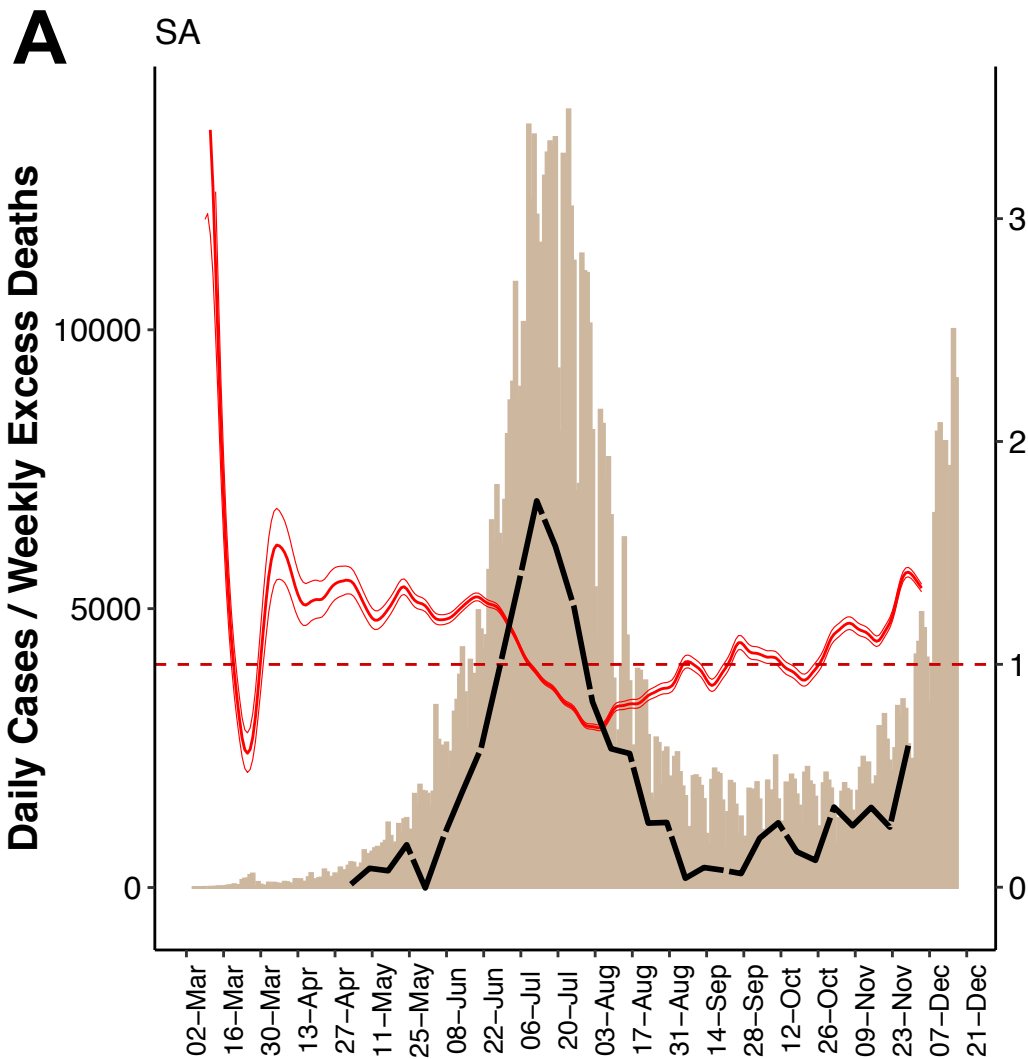 A
SA
Daily Cases / Weekly Excess Deaths
10000
5000
0
3
2
1
0
02−Mar
16−Mar
30−Mar
13−Apr
27−Apr
11−May
25−May
08−Jun
22−Jun
06−Jul
20−Jul
03−Aug
17−Aug
31−Aug
14−Sep
28−Sep
12−Oct
26−Oct
09−Nov
23−Nov
07−Dec
21−Dec